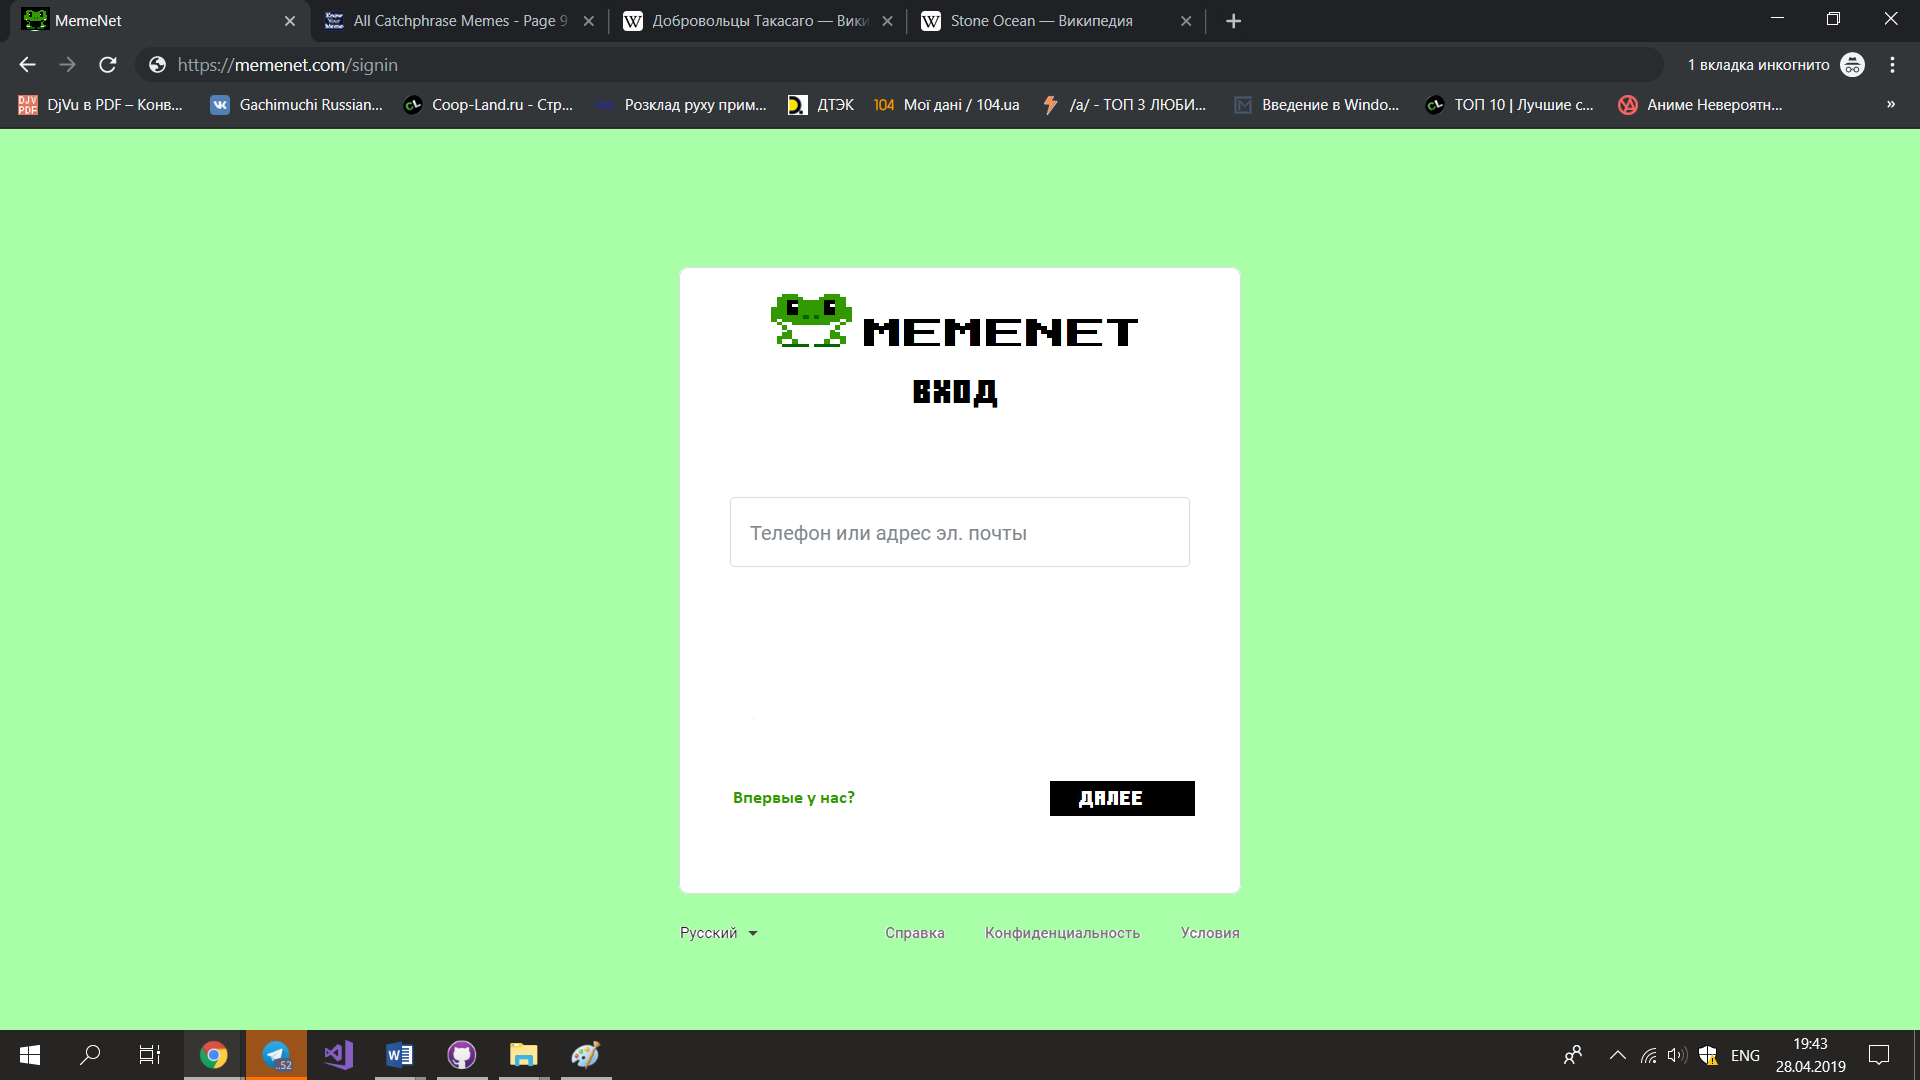 MemeNet
All Catchphrase Memes - Page 9
Добровольцы Такасаго — Вики
Stone Ocean — Википедия
https://memenet.com/signin
1 вкладка инкогнито
DjVu в PDF – Конв...
Gachimuchi Russian...
Coop-Land.ru - Стр...
Розклад руху прим...
ДТЭК
104 Мої дані / 104.ua
/a/ - ТОП 3 ЛЮБИ...
Введение в Windo...
ТОП 10 | Лучшие с...
Аниме Невероятн...
»
MEMENET
ВХОД
Телефон или адрес эл. почты
Впервые у нас?
ДАЛЕЕ
Русский
Справка
Конфиденциальность
Условия
..52
ENG
19:43
28.04.2019